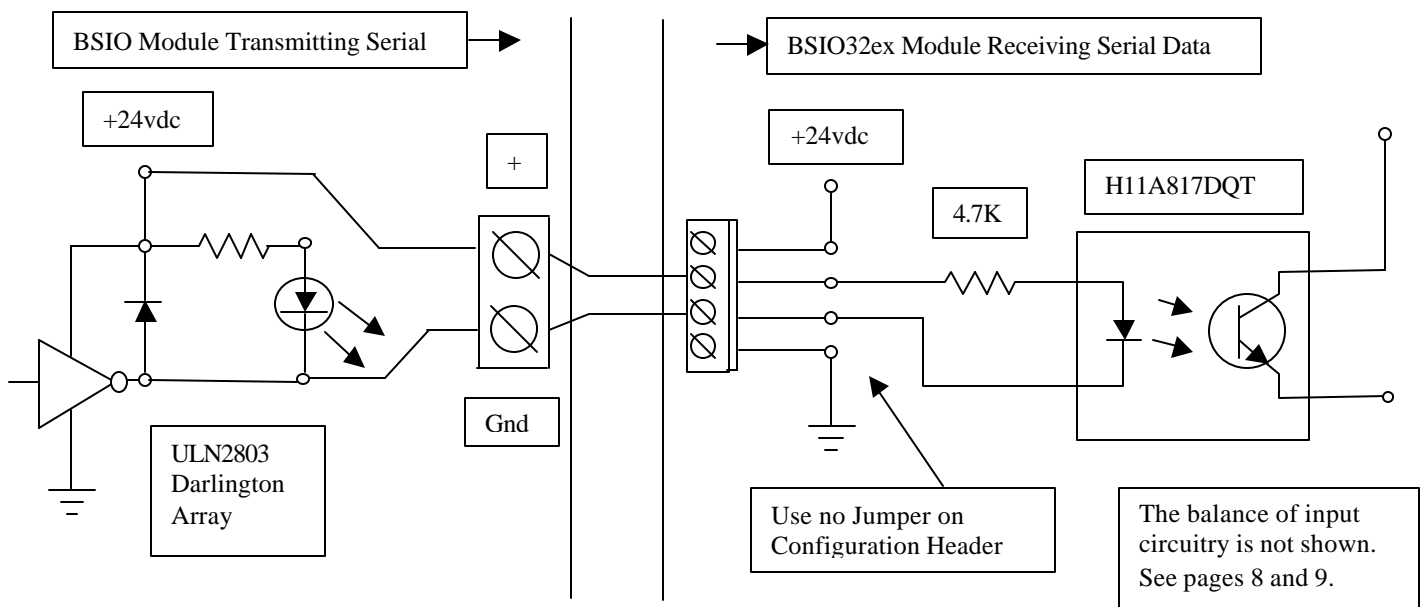 BSIO Module Transmitting Serial
BSIO32ex Module Receiving Serial Data
+24vdc
+
+24vdc
4.7K
H11A817DQT
Gnd
ULN2803
Darlington
Array
Use no Jumper on
Configuration Header
The balance of input
circuitry is not shown.
See pages 8 and 9.